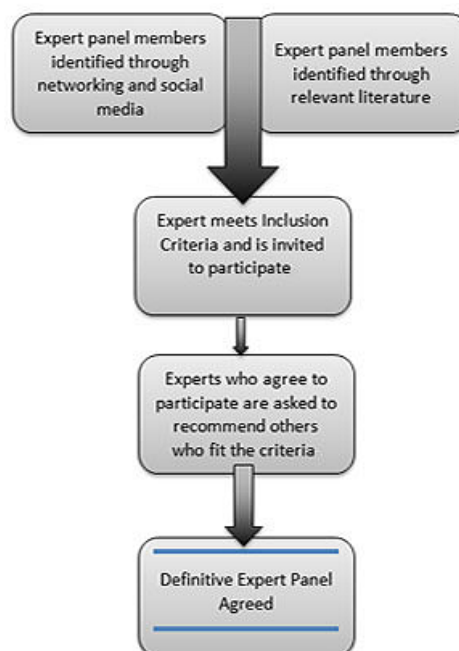 Expert panel members
identified through
networking and social
media
Expert panel members
identified through
relevant literature
Expert meets Inclusion
Criteria and is invited
to participate
Experts who agree to
participate are asked to
recommend others
who fit the criteria
Definitive Expert Panel
Agreed